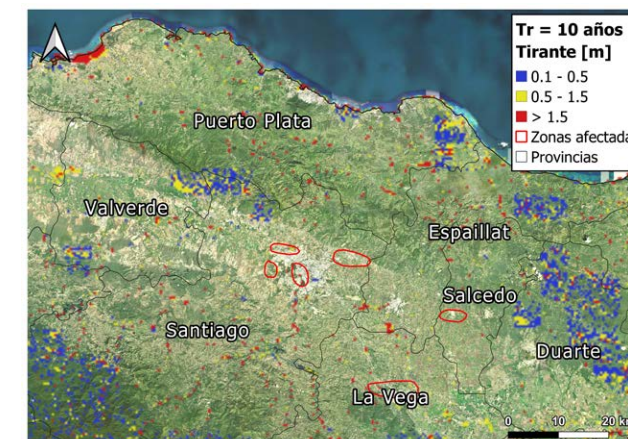 Tr = 10 años
Tirante [m]
0.1 - 0.5
0.5 - 1.5
> 1.5
Zonas afectada
Provincias
Puerto Plata
Valverde
Espaillat
Salcedo
Santiago
Duarte
La Vega
0 10 20 km